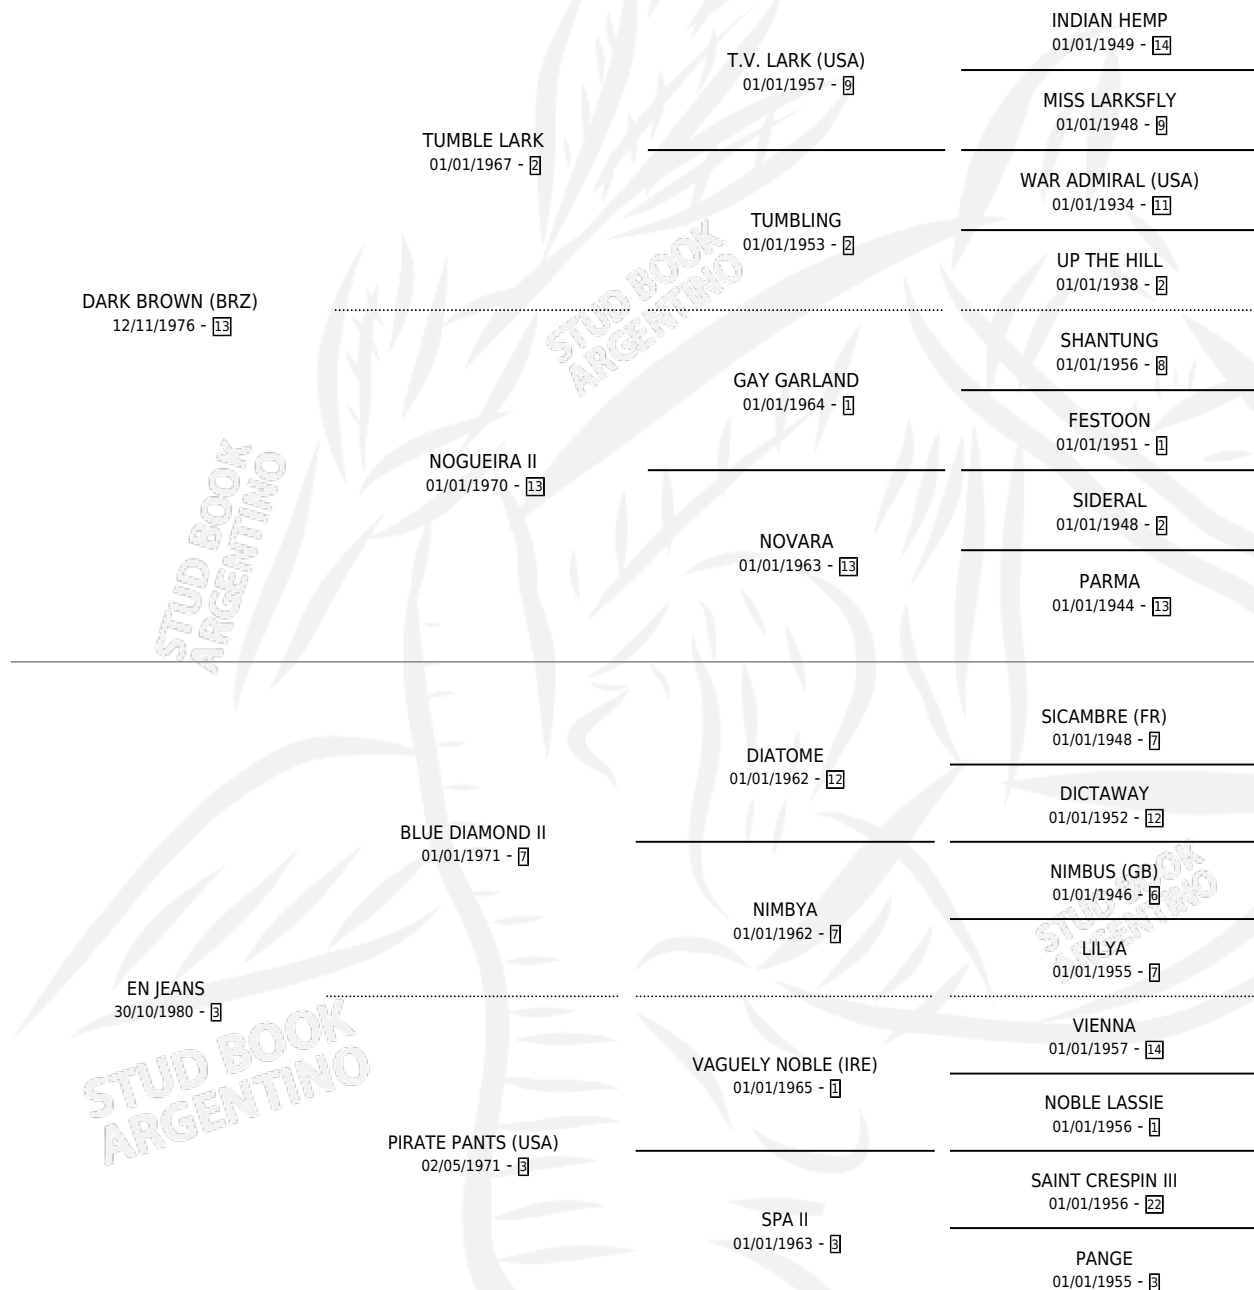 INDIAN HEMP
01/01/1949 - 14
T.V. LARK (USA)
01/01/1957 - 9
MISS LARKSFLY
01/01/1948 - 9
TUMBLE LARK
01/01/1967 - 2
WAR ADMIRAL (USA)
01/01/1934 - 11
TUMBLING
01/01/1953 - 2
UP THE HILL
01/01/1938 - 2
DARK BROWN (BRZ)
12/11/1976 - 13
SHANTUNG
01/01/1956 - 8
GAY GARLAND
01/01/1964 - 1
FESTOON
01/01/1951 - 1
NOGUEIRA II
01/01/1970 - 13
SIDERAL
01/01/1948 - 2
NOVARA
01/01/1963 - 13
PARMA
01/01/1944 - 13
SICAMBRE (FR)
01/01/1948 - 7
DIATOME
01/01/1962 - 12
DICTAWAY
01/01/1952 - 12
BLUE DIAMOND II
01/01/1971 - 7
NIMBUS (GB)
01/01/1946 - 6
NIMBYA
01/01/1962 - 7
LILYA
01/01/1955 - 7
EN JEANS
30/10/1980 - 3
VIENNA
01/01/1957 - 14
VAGUELY NOBLE (IRE)
01/01/1965 - 1
NOBLE LASSIE
01/01/1956 - 1
PIRATE PANTS (USA)
02/05/1971 - 3
SAINT CRESPIN III
01/01/1956 - 22
SPA II
01/01/1963 - 3
PANGE
01/01/1955 - 3
STUD BOOK
ARGENTINO
STUD BOOK
ARGENTINO
STUD BOOK
ARGENTINO
STUD BOOK
ARGENTINO